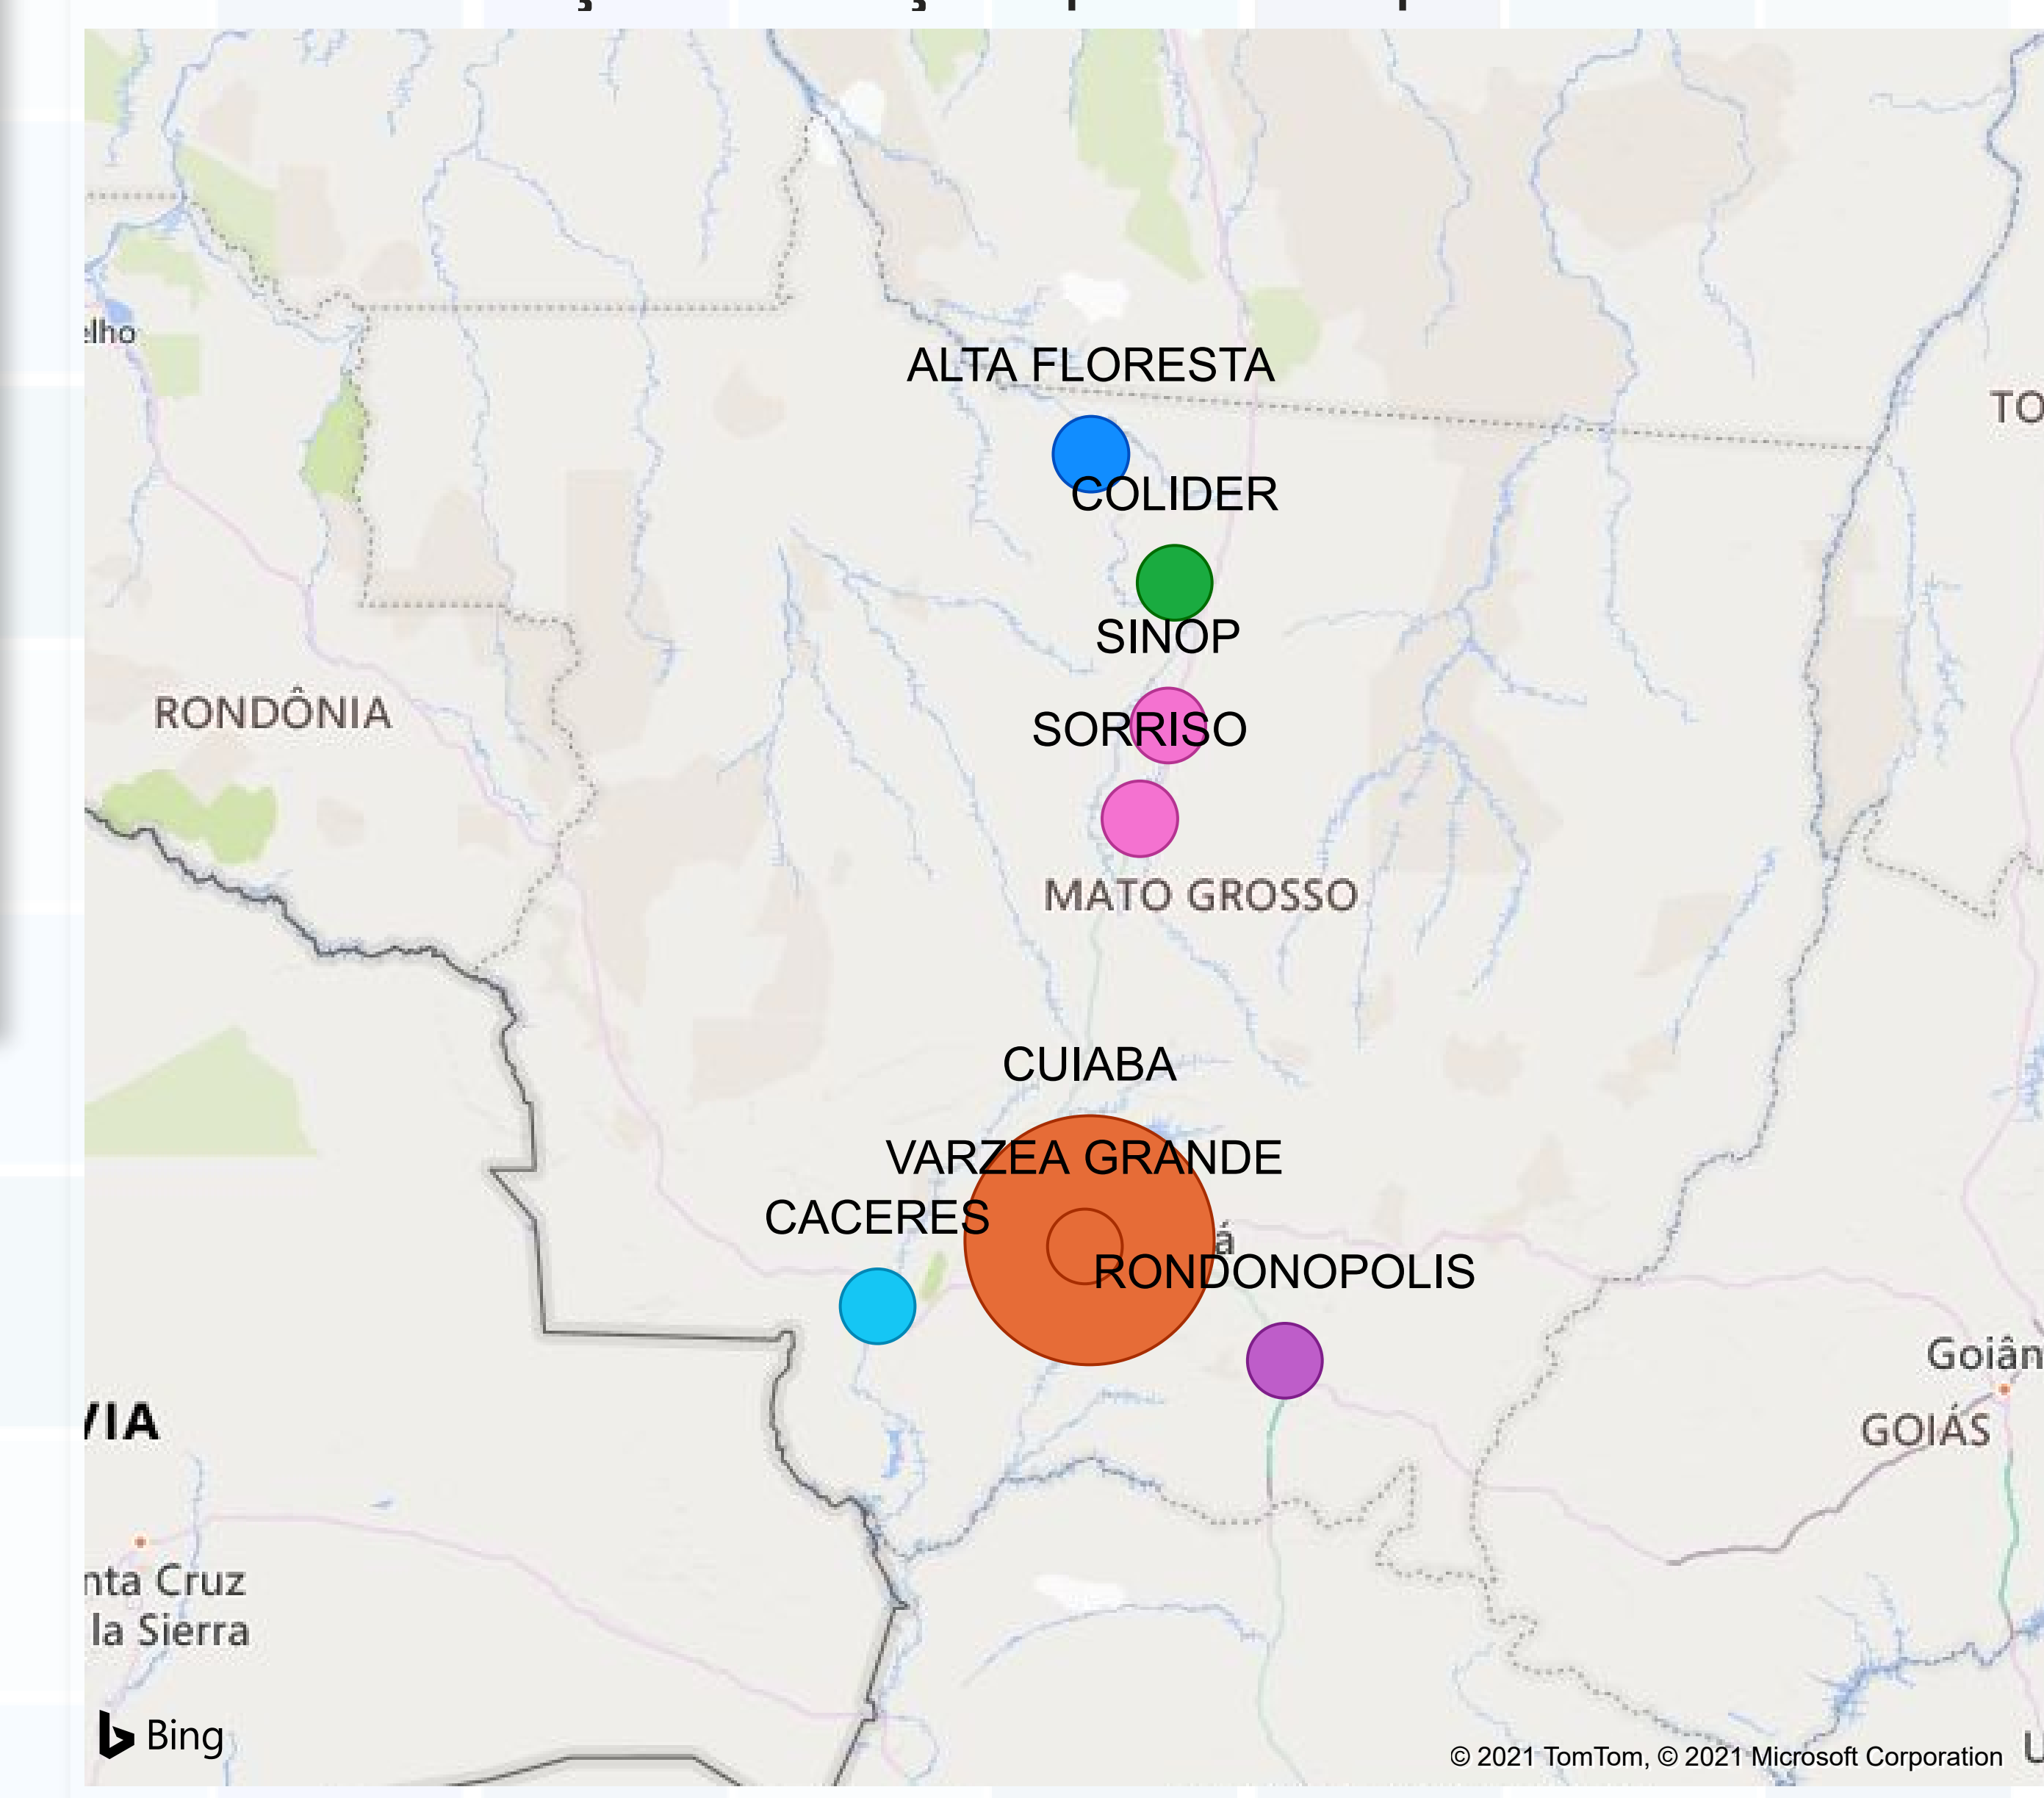 elho
ALTA FLORESTA
TO
COLIDER
SINOP
RONDÔNIA
SORRISO
MATO GROSSO
CUIABA
VARZEA GRANDE
CACERES
á
RONDONOPOLIS
Goiân
VIA
GOIÁS
nta Cruz
la Sierra
Bing
© 2021 TomTom, © 2021 Microsoft Corporation
U